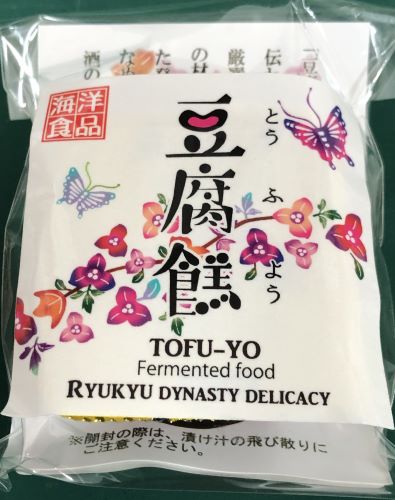 海洋
食品
豆腐餻
とうふよう
TOFU-YO
Fermented food
RYUKYU DYNASTY DELICACY
※開封の際は、漬け汁の飛び散りに
ご注意ください。